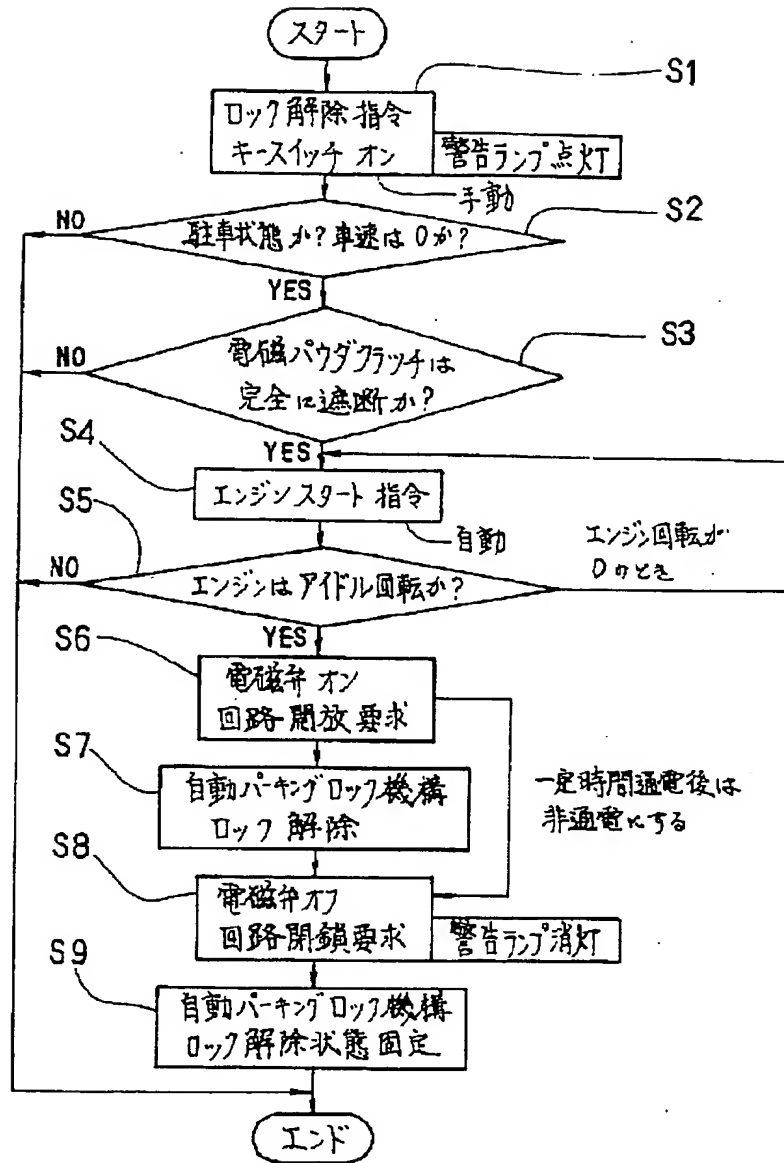 スタート
S1
ロック解除指令
キースイッチ オン
警告ランプ点灯
手動
S2
NO
駐車状態か?車速は0か?
YES
S3
NO
電磁パウダクラッチは
完全に遮断か?
S4
YES
エンジンスタート指令
自動
S5
エンジン回転が
0のとき
NO
エンジンはアイドル回転か?
YES
S6
電磁弁オン
回路開放要求
S7
自動パーキングロック機構
ロック解除
一定時間通電後は
非通電化する
S8
電磁弁オフ
回路閉鎖要求
警告ランプ消灯
S9
自動パーキングロック機構
ロック解除状態固定
エンド